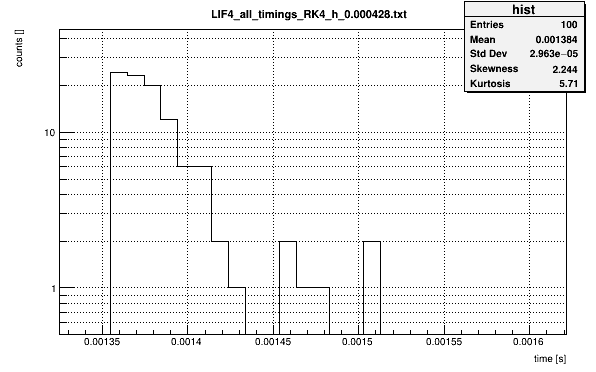 LIF4_all_timings_RK4_h_0.000428.txt
hist
Entries 100
Mean 0.001384
Std Dev 2.963e−05
Skewness 2.244
Kurtosis 5.71
counts []
10
1
0.00135 0.0014 0.00145 0.0015 0.00155 0.0016
time [s]